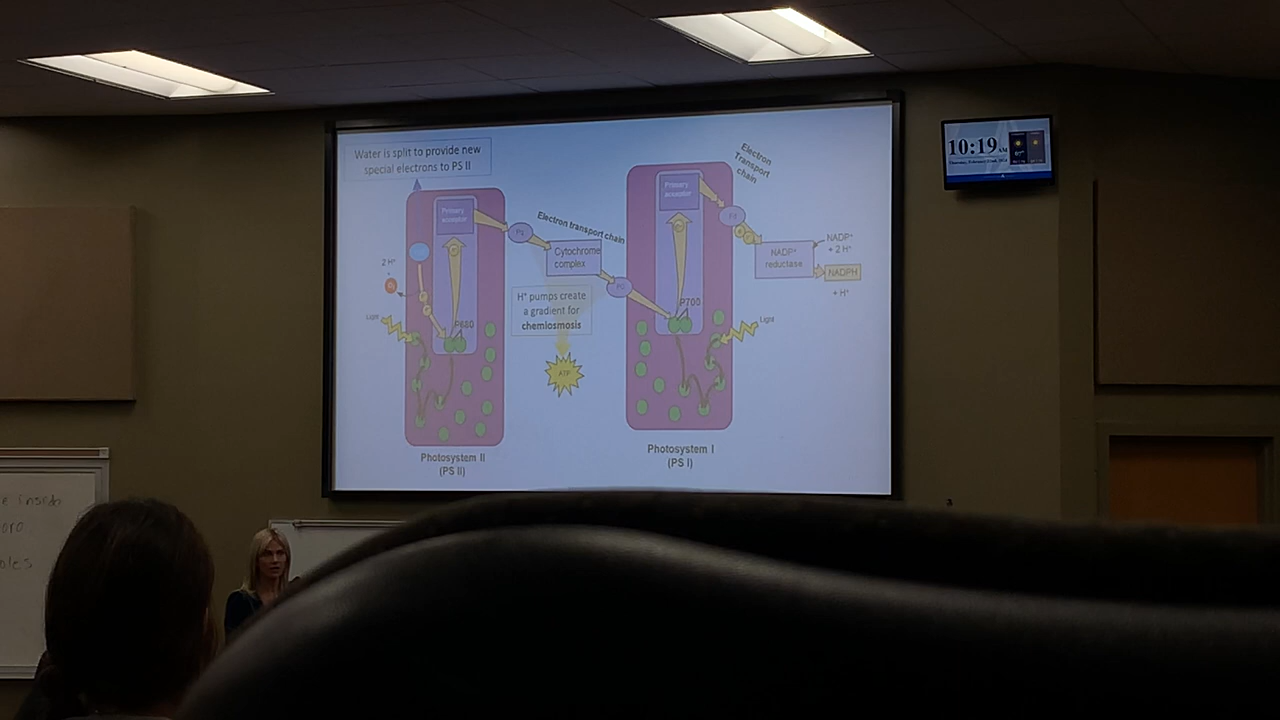 Water is split to provide new
special electrons to PS II
Primary
acceptor
2 H⁺
Light
P680
Electron transport chain
Cytochrome
complex
H⁺ pumps create
a gradient for
chemiosmosis
ATP
Photosystem II
(PS II)
Primary
acceptor
P700
Light
Photosystem I
(PS I)
Electron
Transport
chain
Fd
NADP⁺
reductase
NADP⁺
+ 2 H⁺
NADPH
+ H⁺
10:19 AM